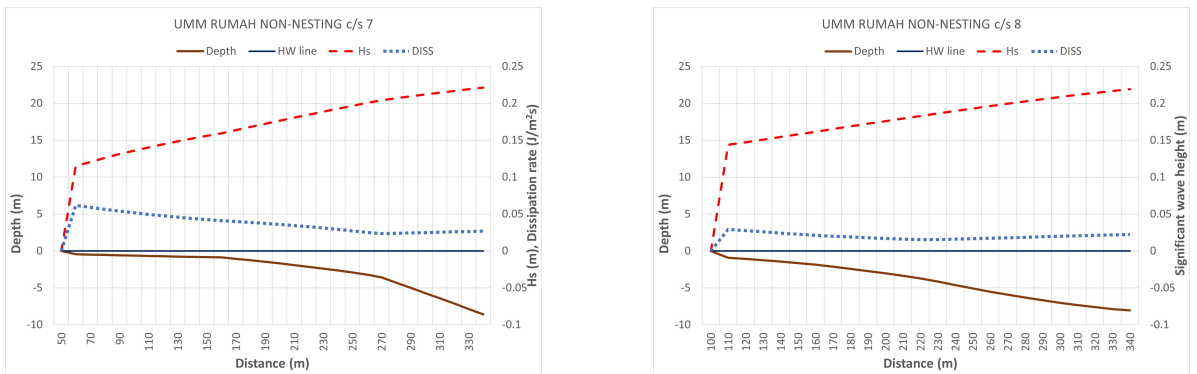 UMM RUMAH NON-NESTING c/s 7
Depth HW line Hs DISS
25
20
15
10
5
0
-5
-10
Depth (m)
0.25
0.2
0.15
0.1
0.05
0
-0.05
-0.1
Hs (m), Dissipation rate (J/m²s)
50 70 90 110 130 150 170 190 210 230 250 270 290 310 330
Distance (m)
UMM RUMAH NON-NESTING c/s 8
Depth HW line Hs DISS
25
20
15
10
5
0
-5
-10
Depth (m)
0.25
0.2
0.15
0.1
0.05
0
-0.05
-0.1
Significant wave height (m)
100 110 120 130 140 150 160 170 180 190 200 210 220 230 240 250 260 270 280 290 300 310 320 330 340
Distance (m)